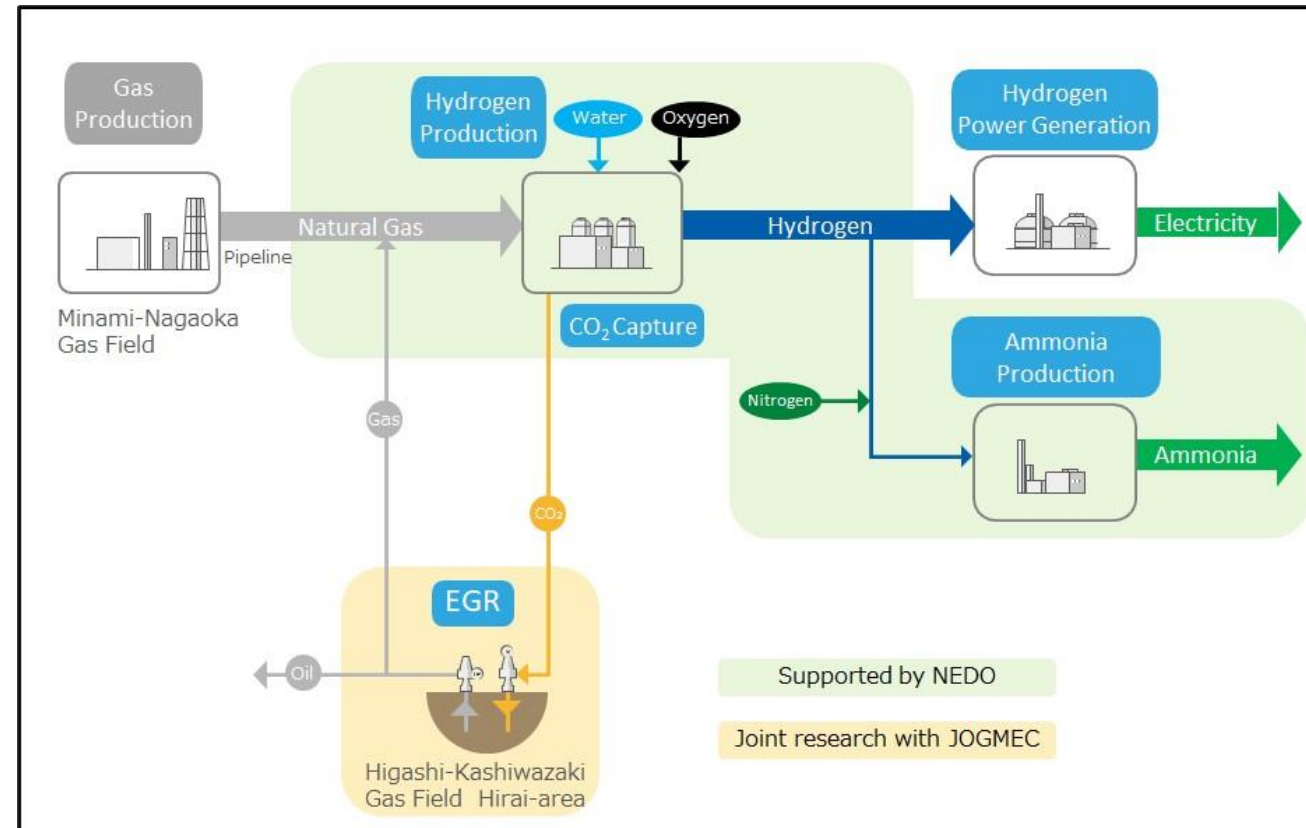 Gas
Production
Hydrogen
Production
Water
Oxygen
Hydrogen
Power Generation
Natural Gas
Pipeline
Hydrogen
Electricity
Minami-Nagaoka
Gas Field
CO₂ Capture
Ammonia
Production
Nitrogen
Gas
Ammonia
CO₂
EGR
Oil
Supported by NEDO
Joint research with JOGMEC
Higashi-Kashiwazaki
Gas Field Hirai-area